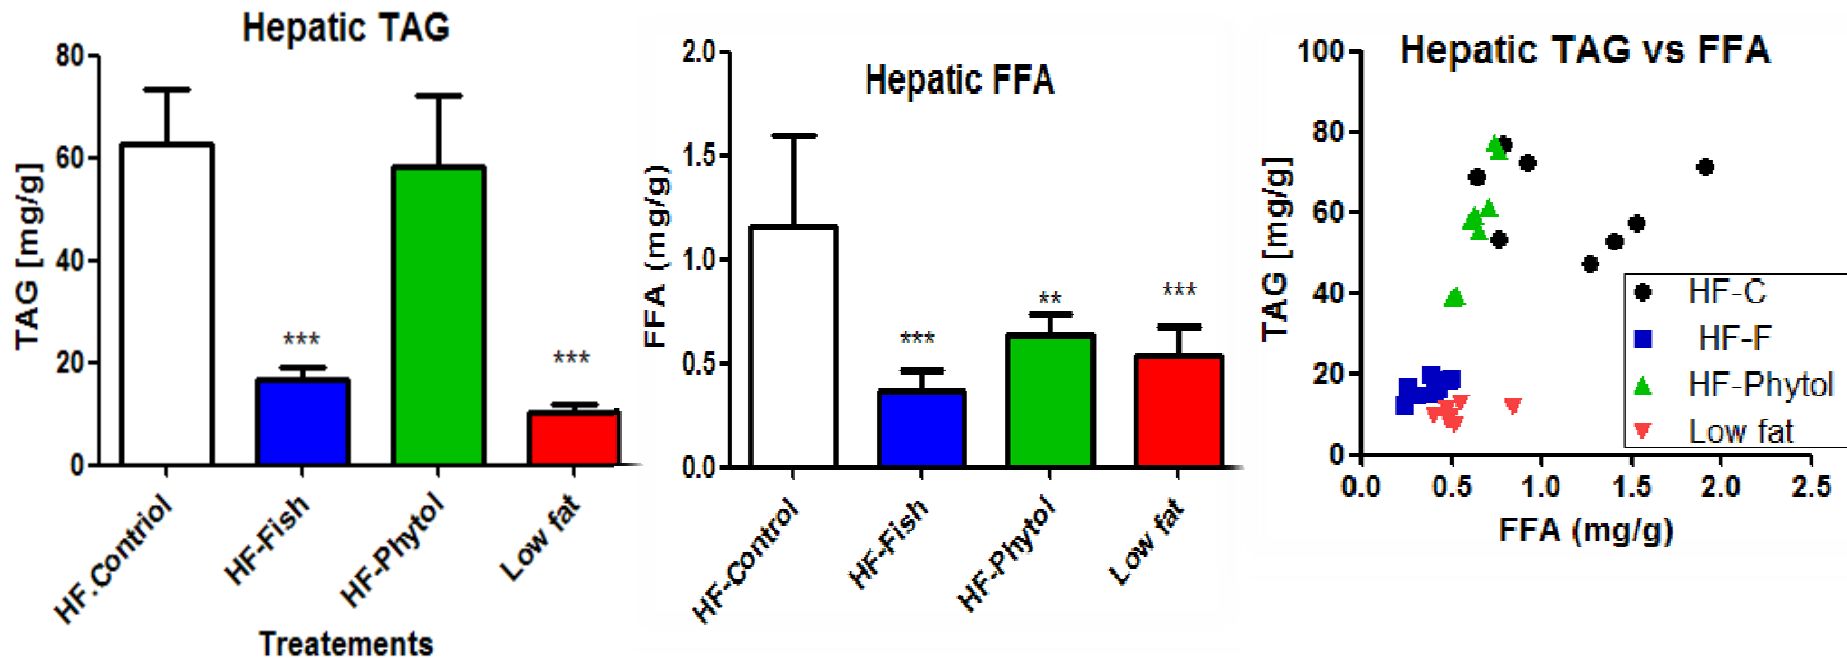 Hepatic TAG
TAG [mg/g]
80
60
40
20
0
***
***
HF.Contriol
HF-Fish
HF-Phytol
Low fat
Treatements
Hepatic FFA
FFA (mg/g)
2.0
1.5
1.0
0.5
0.0
***
**
***
HF-Control
HF-Fish
HF-Phytol
Low fat
Hepatic TAG vs FFA
TAG [mg/g]
100
80
60
40
20
0
HF-C
HF-F
HF-Phytol
Low fat
0.0 0.5 1.0 1.5 2.0 2.5
FFA (mg/g)